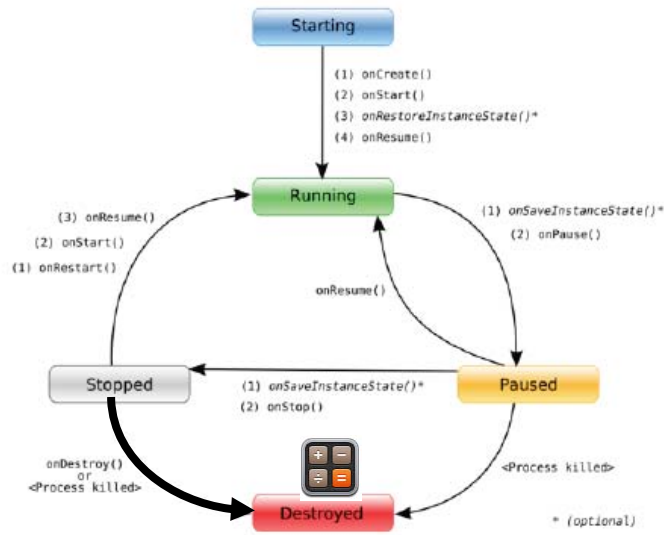 Starting
(1) onCreate()
(2) onStart()
(3) onRestoreInstanceState()*
(4) onResume()
Running
(3) onResume()
(2) onStart()
(1) onRestart()
(1) onSaveInstanceState()*
(2) onPause()
onResume()
Stopped
(1) onSaveInstanceState()*
(2) onStop()
Paused
onDestroy()
or
<Process killed>
+ −
÷ =
<Process killed>
Destroyed
* (optional)